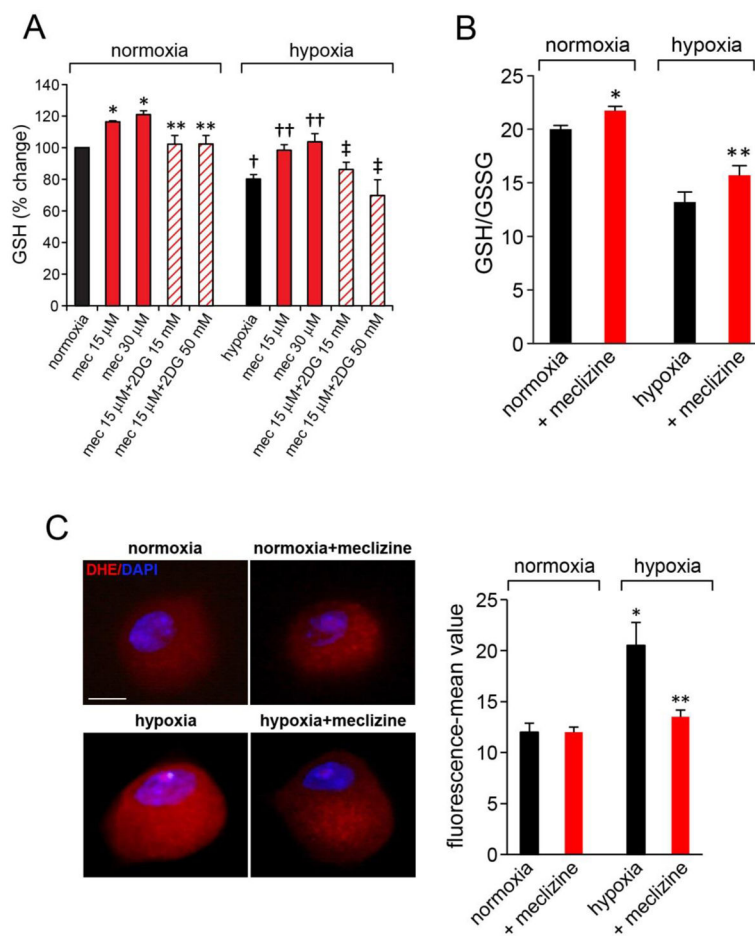 A
normoxia
hypoxia
GSH (% change)
140
120
100
80
60
40
20
0
*
*
**
**
†
††
††
‡
‡
normoxia
mec 15 µM
mec 30 µM
mec 15 µM+2DG 15 mM
mec 15 µM+2DG 50 mM
hypoxia
mec 15 µM
mec 30 µM
mec 15 µM+2DG 15 mM
mec 15 µM+2DG 50 mM
B
normoxia
hypoxia
GSH/GSSG
25
20
15
10
5
0
*
**
normoxia
+ meclizine
hypoxia
+ meclizine
C
normoxia
normoxia+meclizine
DHE/DAPI
hypoxia
hypoxia+meclizine
normoxia
hypoxia
fluorescence-mean value
25
20
15
10
5
0
*
**
normoxia
+ meclizine
hypoxia
+ meclizine